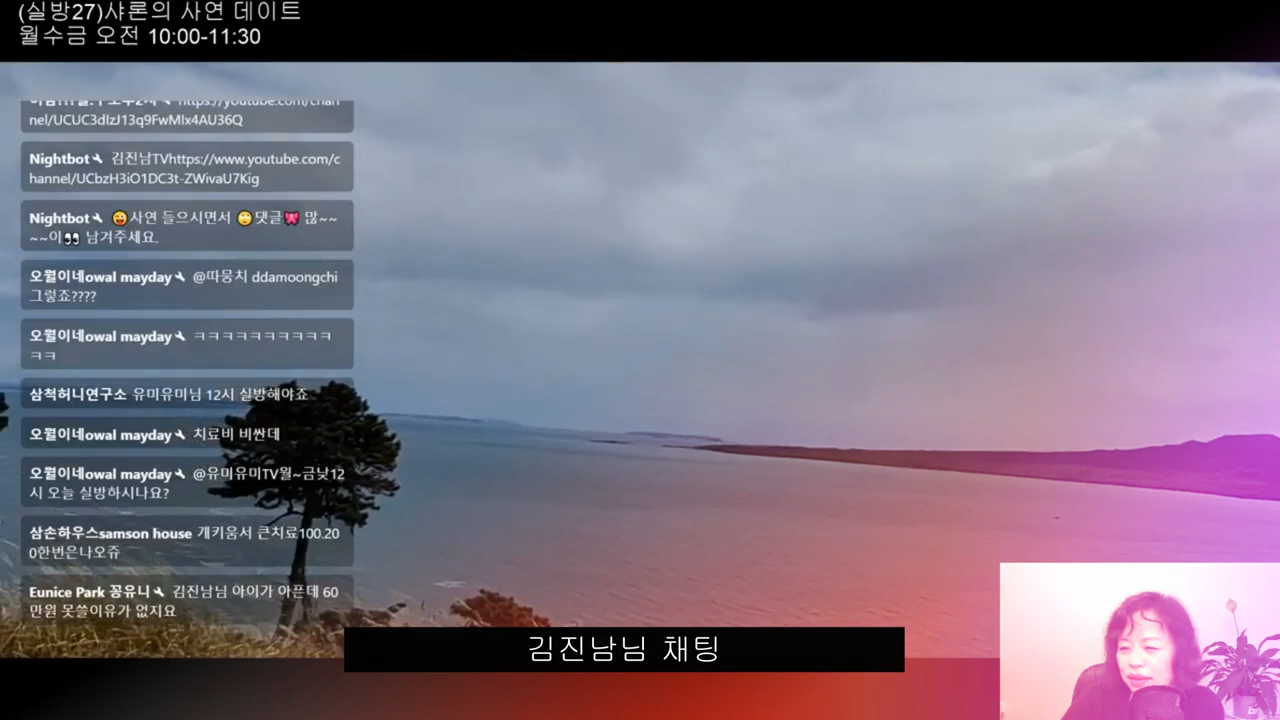 (실방27)샤론의 사연 데이트
월수금 오전 10:00-11:30
https://youtube.com/chan
nel/UCUC3dIzJ13q9FwMIx4AU36Q
Nightbot 김진남TVhttps://www.youtube.com/c
hannel/UCbzH3iO1DC3t-ZWivaU7Kig
Nightbot 😜사연 들으시면서 🙄댓글🎀 많~~
~~이👀 남겨주세요.
오월이네owal mayday @따뭉치 ddamoongchi
그렇죠????
오월이네owal mayday ㅋㅋㅋㅋㅋㅋㅋㅋㅋㅋ
ㅋㅋ
삼척허니연구소 유미유미님 12시 실방해야죠
오월이네owal mayday 치료비 비싼데
오월이네owal mayday @유미유미TV월~금낮12
시 오늘 실방하시나요?
삼손하우스samson house 개키움서 큰치료100.20
0한번은나오쥬
Eunice Park 꽁유니 김진남님 아이가 아픈데 60
만원 못쓸이유가 없지요
김진남님 채팅